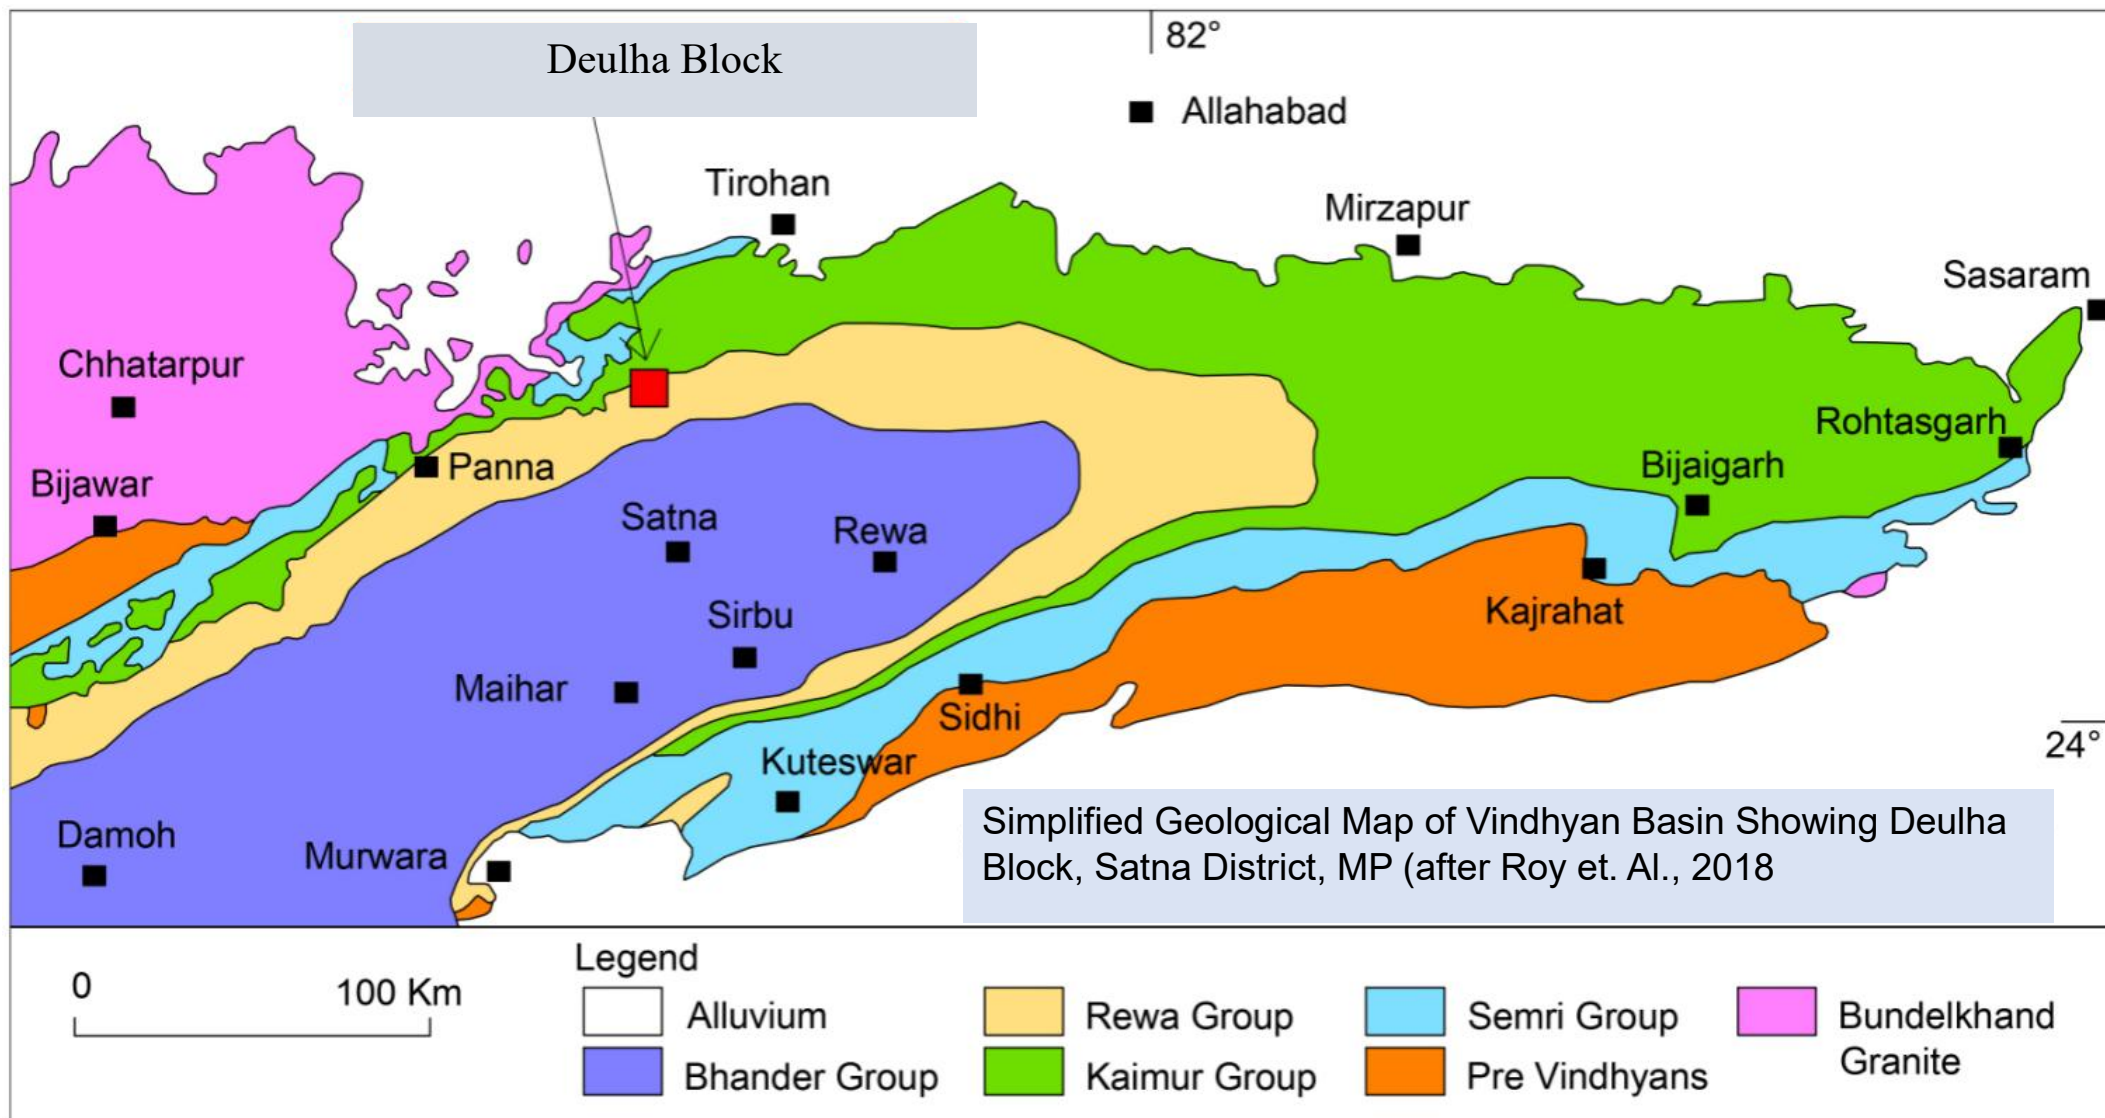 Deulha Block
82°
Allahabad
Tirohan
Mirzapur
Sasaram
Chhatarpur
Rohtasgarh
Bijaigarh
Panna
Bijawar
Satna
Rewa
Kajrahat
Sirbu
Maihar
Sidhi
24°
Kuteswar
Damoh
Murwara
Simplified Geological Map of Vindhyan Basin Showing Deulha
Block, Satna District, MP (after Roy et. Al., 2018
0
100 Km
Legend
Alluvium
Rewa Group
Semri Group
Bundelkhand
Granite
Bhander Group
Kaimur Group
Pre Vindhyans